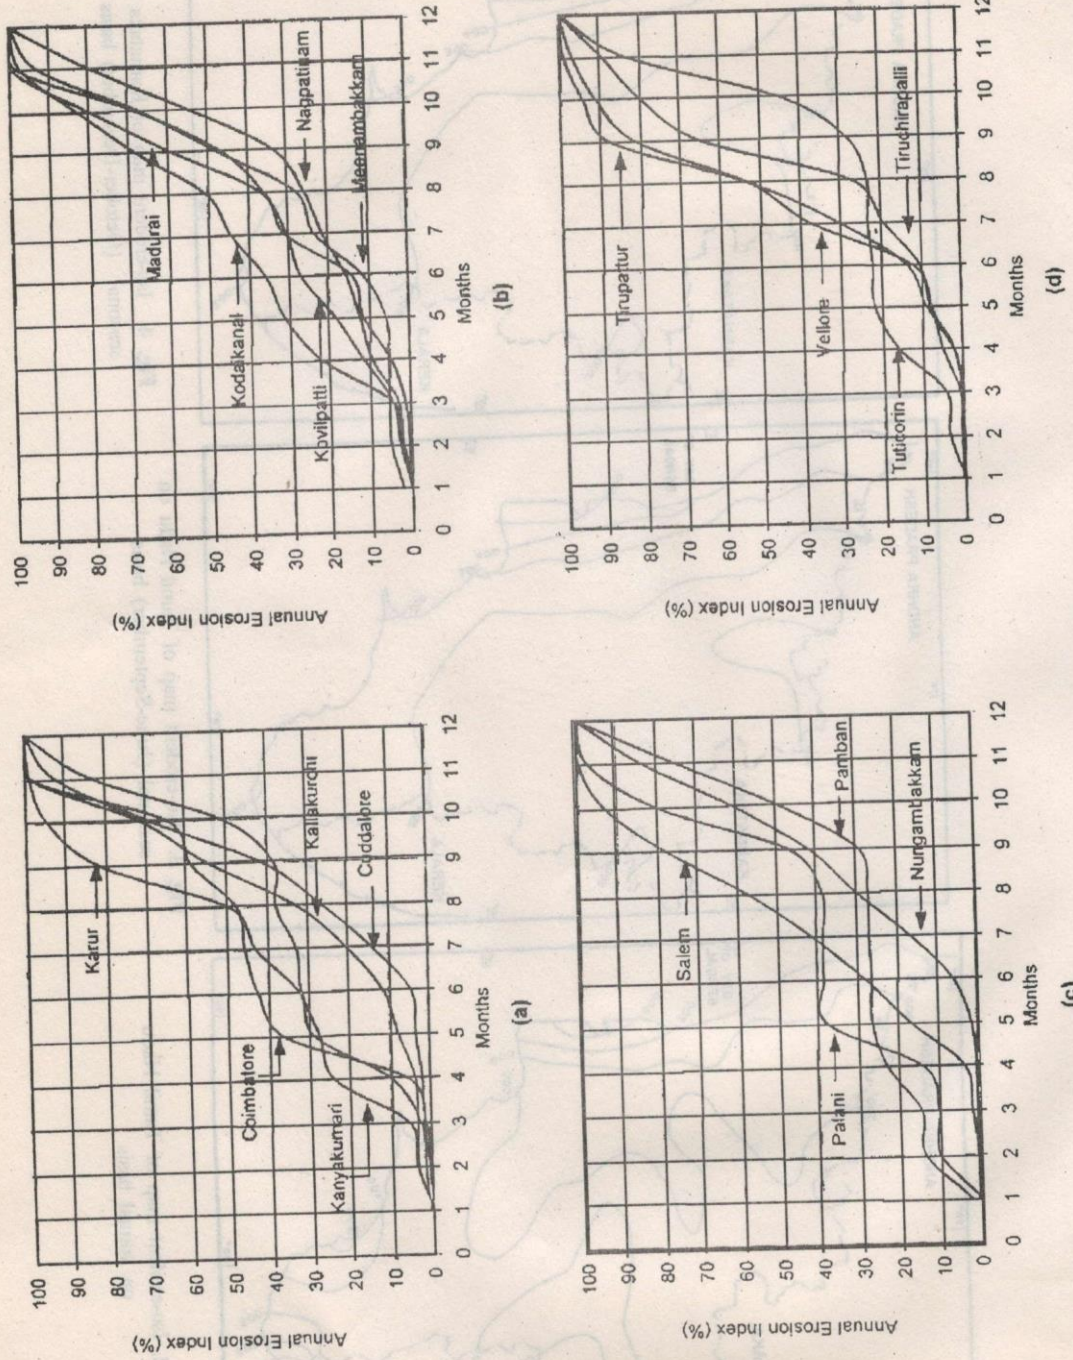 100
90
80
70
60
50
40
30
20
10
0
Annual Erosion Index (%)
Karur
Coimbatore
Kanyakumari
Kallakurchi
Coddalore
0 1 2 3 4 5 6 7 8 9 10 11 12
Months
(a)
100
90
80
70
60
50
40
30
20
10
0
Annual Erosion Index (%)
Madurai
Kodaikanal
Kovilpatti
Nagpatinam
Meenambakkam
0 1 2 3 4 5 6 7 8 9 10 11 12
Months
(b)
100
90
80
70
60
50
40
30
20
10
0
Annual Erosion Index (%)
Salem
Palani
Pamban
Nungambakkam
0 1 2 3 4 5 6 7 8 9 10 11 12
Months
(c)
100
90
80
70
60
50
40
30
20
10
0
Annual Erosion Index (%)
Tirupattur
Vellore
Tuticorin
Tiruchirapalli
0 1 2 3 4 5 6 7 8 9 10 11 12
Months
(d)